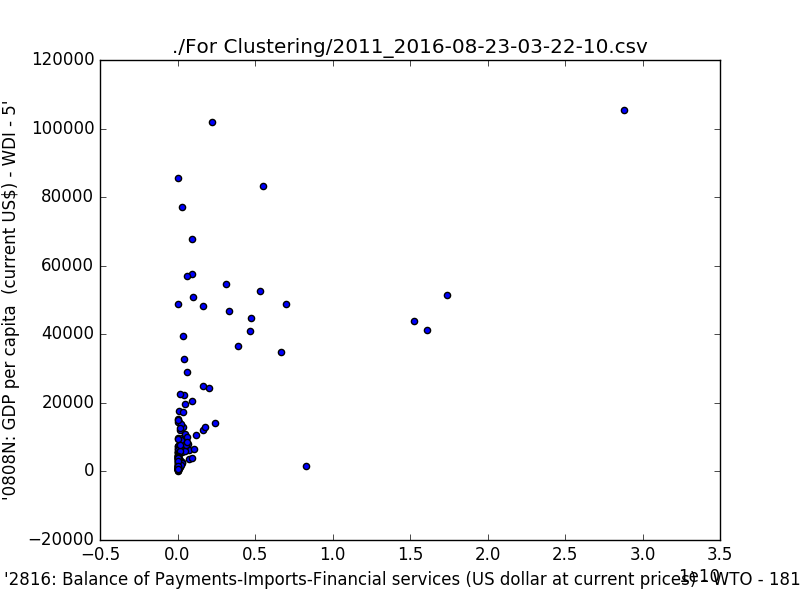 ./For Clustering/2011_2016-08-23-03-22-10.csv
120000
100000
80000
60000
40000
20000
0
−20000
'0808N: GDP per capita  (current US$) - WDI - 5'
−0.5 0.0 0.5 1.0 1.5 2.0 2.5 3.0 3.5
1e10
'2816: Balance of Payments-Imports-Financial services (US dollar at current prices) - WTO - 181